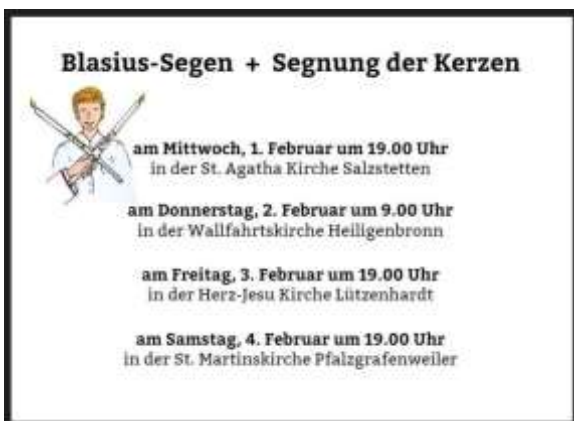 Blasius-Segen + Segnung der Kerzen
am Mittwoch, 1. Februar um 19.00 Uhr
in der St. Agatha Kirche Salzstetten
am Donnerstag, 2. Februar um 9.00 Uhr
in der Wallfahrtskirche Heiligenbronn
am Freitag, 3. Februar um 19.00 Uhr
in der Herz-Jesu Kirche Lützenhardt
am Samstag, 4. Februar um 19.00 Uhr
in der St. Martinskirche Pfalzgrafenweiler